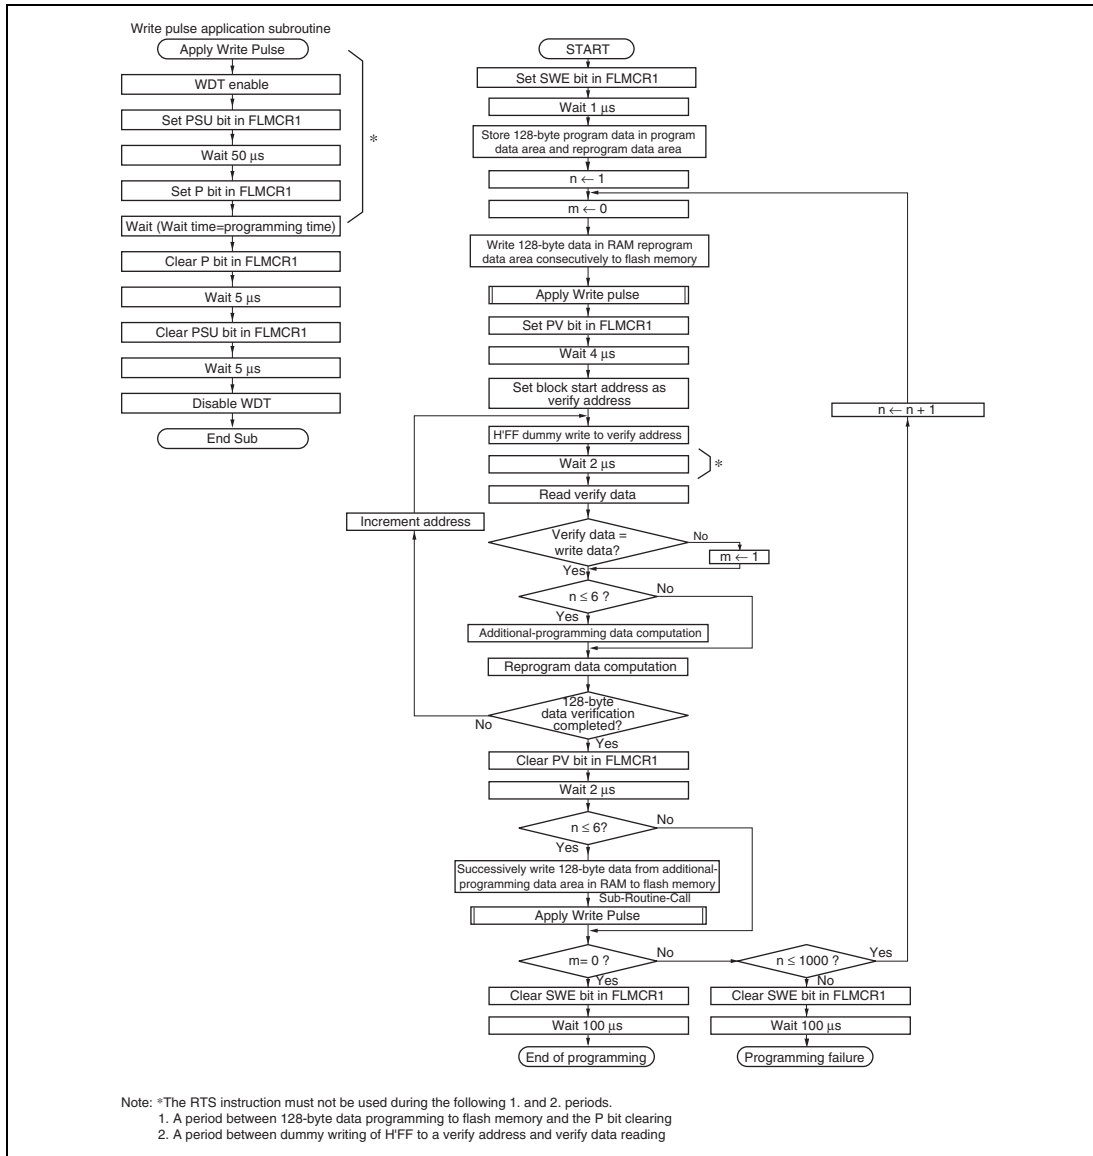 Write pulse application subroutine
Apply Write Pulse
WDT enable
Set PSU bit in FLMCR1
Wait 50 μs
Set P bit in FLMCR1
Wait (Wait time=programming time)
Clear P bit in FLMCR1
Wait 5 μs
Clear PSU bit in FLMCR1
Wait 5 μs
Disable WDT
End Sub
*
START
Set SWE bit in FLMCR1
Wait 1 μs
Store 128-byte program data in program
data area and reprogram data area
n ← 1
m ← 0
Write 128-byte data in RAM reprogram
data area consecutively to flash memory
Apply Write pulse
Set PV bit in FLMCR1
Wait 4 μs
Set block start address as
verify address
n ← n + 1
H'FF dummy write to verify address
Wait 2 μs
*
Read verify data
Increment address
Verify data =
write data?
No
m ← 1
Yes
n ≤ 6 ?
No
Yes
Additional-programming data computation
Reprogram data computation
128-byte
data verification
completed?
No
Yes
Clear PV bit in FLMCR1
Wait 2 μs
n ≤ 6?
No
Yes
Successively write 128-byte data from additional-
programming data area in RAM to flash memory
Sub-Routine-Call
Apply Write Pulse
m= 0 ?
No
n ≤ 1000 ?
Yes
Yes
No
Clear SWE bit in FLMCR1
Clear SWE bit in FLMCR1
Wait 100 μs
Wait 100 μs
End of programming
Programming failure
Note: *The RTS instruction must not be used during the following 1. and 2. periods.
1. A period between 128-byte data programming to flash memory and the P bit clearing
2. A period between dummy writing of H'FF to a verify address and verify data reading